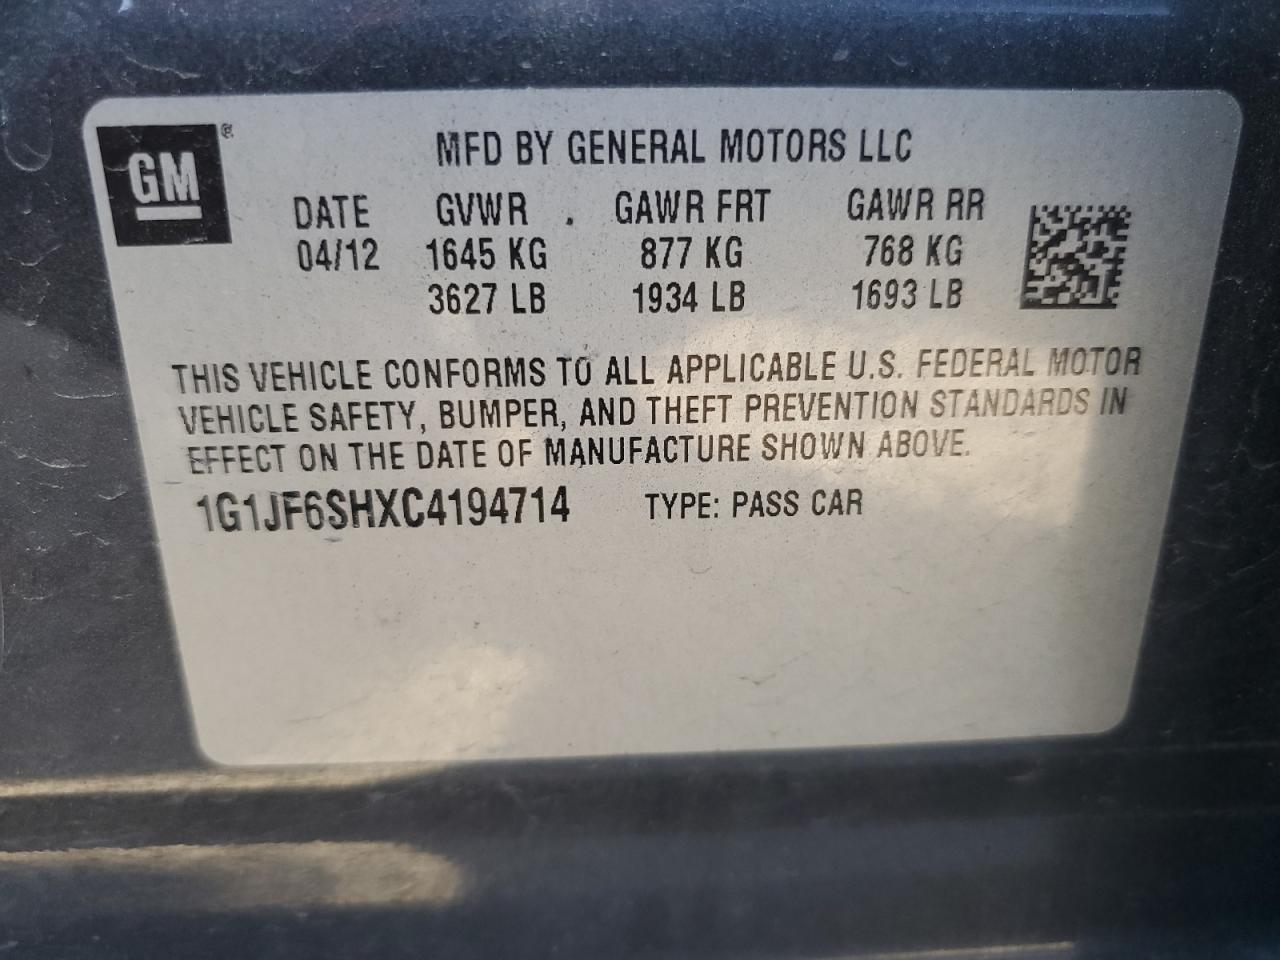 GM ®
MFD BY GENERAL MOTORS LLC
DATE GVWR GAWR FRT GAWR RR
04/12 1645 KG 877 KG 768 KG
3627 LB 1934 LB 1693 LB
THIS VEHICLE CONFORMS TO ALL APPLICABLE U.S. FEDERAL MOTOR
VEHICLE SAFETY, BUMPER, AND THEFT PREVENTION STANDARDS IN
EFFECT ON THE DATE OF MANUFACTURE SHOWN ABOVE.
1G1JF6SHXC4194714 TYPE: PASS CAR